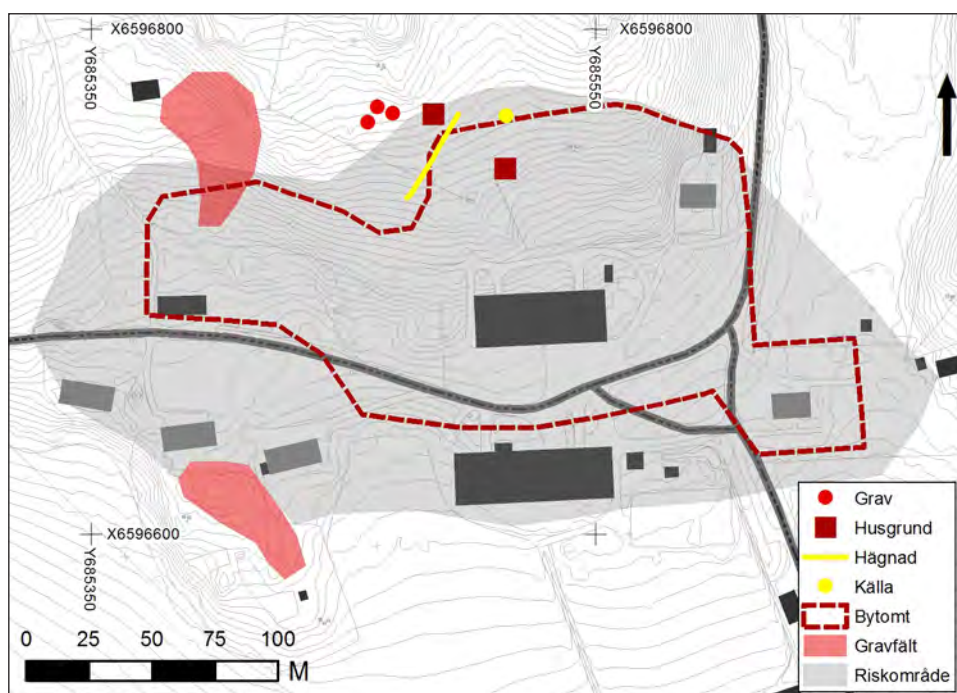 X6596800
X6596800
Y685350
Y685550
X6596600
Y685350
0 25 50 75 100
M
Grav
Husgrund
Hägnad
Källa
Bytomt
Gravfält
Riskområde